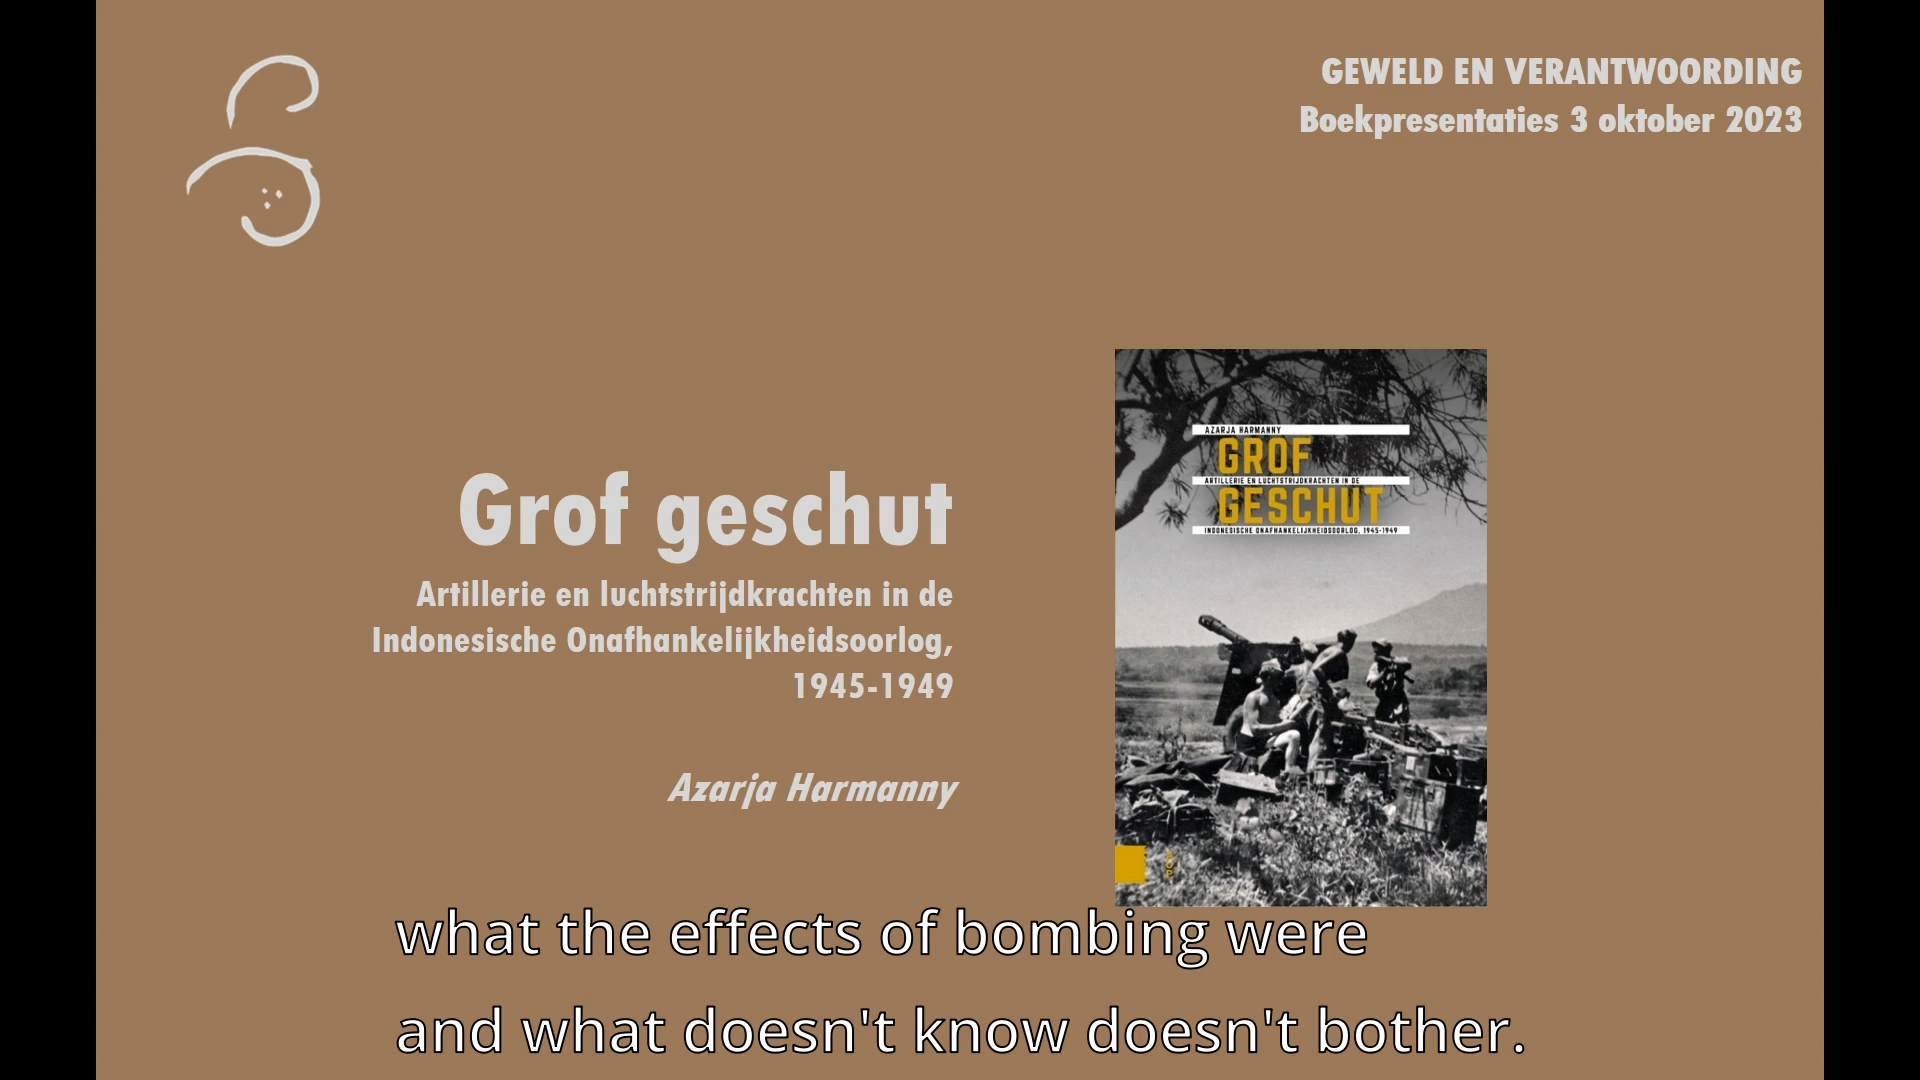 GEWELD EN VERANTWOORDING
Boekpresentaties 3 oktober 2023
Grof geschut
Artillerie en luchtstrijdkrachten in de
Indonesische Onafhankelijkheidsoorlog,
1945-1949
Azarja Harmanny
AZARJA HARMANNY
GROF
ARTILLERIE EN LUCHTSTRIJDKRACHTEN IN DE
GESCHUT
INDONESISCHE ONAFHANKELIJKHEIDSOORLOG, 1945-1949
what the effects of bombing were
and what doesn't know doesn't bother.